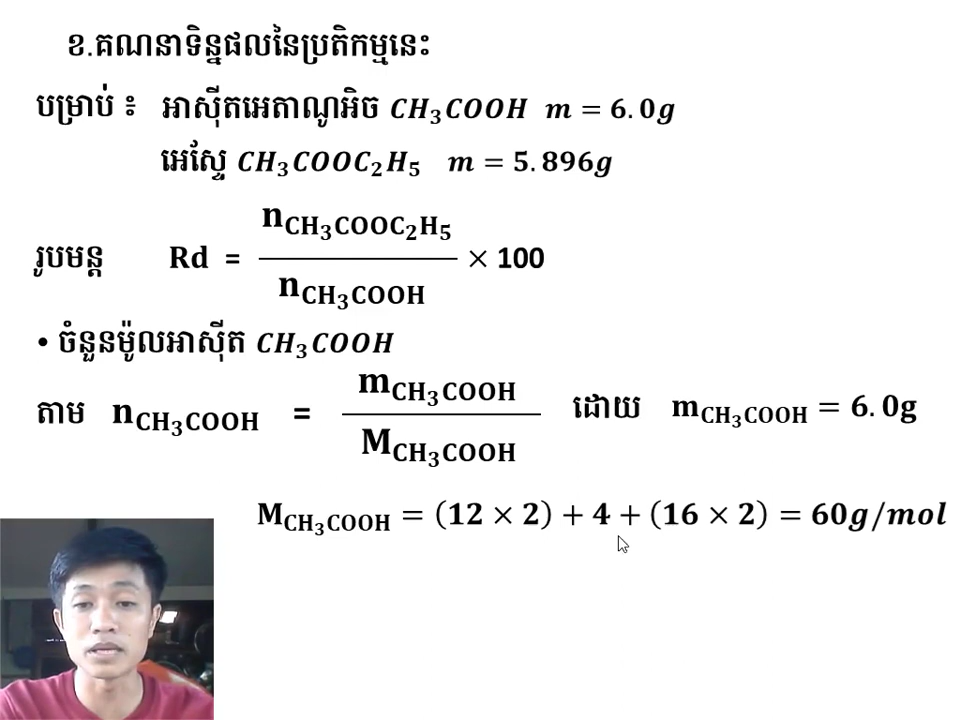 ខ.គណនាទិន្នផលនៃប្រតិកម្មនេះ
បម្រាប់ ៖ អាស៊ីតអេតាណូអិច CH₃COOH m = 6.0g
អេស្ទែ CH₃COOC₂H₅ m = 5.896g
រូបមន្ត Rd = n_CH₃COOC₂H₅ / n_CH₃COOH × 100
• ចំនួនម៉ូលអាស៊ីត CH₃COOH
តាម n_CH₃COOH = m_CH₃COOH / M_CH₃COOH ដោយ m_CH₃COOH = 6.0g
M_CH₃COOH = (12 × 2) + 4 + (16 × 2) = 60g/mol